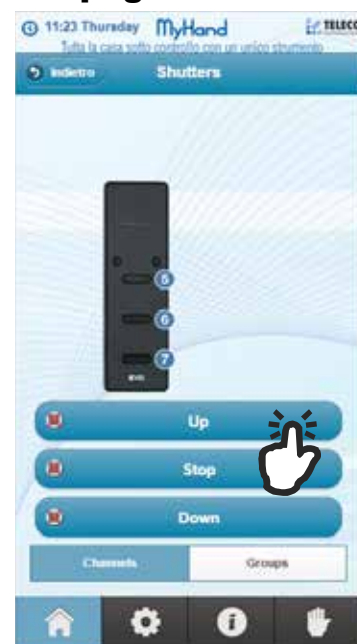 11:23 Thursday MyHand TELECO
Tutta la casa sotto controllo con un unico strumento
Indietro Shutters
5
6
7
Up
Stop
Down
Channels Groups